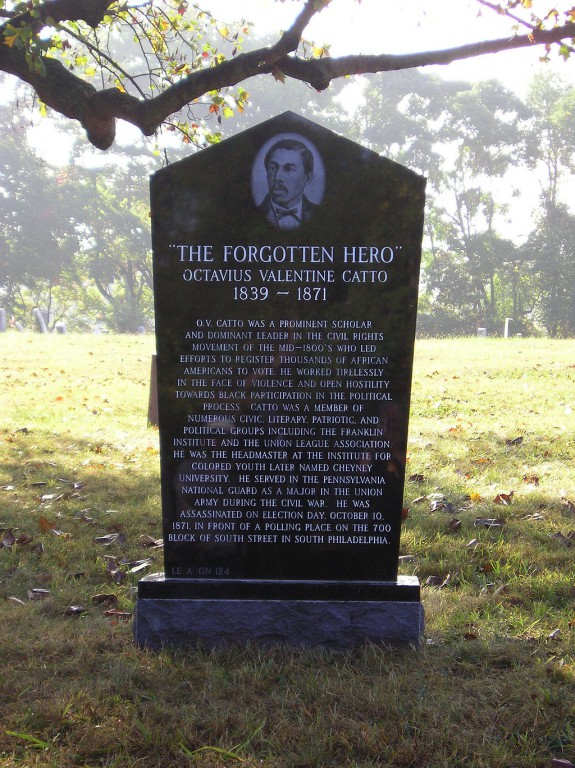 "THE FORGOTTEN HERO"
OCTAVIUS VALENTINE CATTO
1839 – 1871
O.V. CATTO WAS A PROMINENT SCHOLAR
AND DOMINANT LEADER IN THE CIVIL RIGHTS
MOVEMENT OF THE MID–1800'S WHO LED
EFFORTS TO REGISTER THOUSANDS OF AFRICAN
AMERICANS TO VOTE. HE WORKED TIRELESSLY
IN THE FACE OF VIOLENCE AND OPEN HOSTILITY
TOWARDS BLACK PARTICIPATION IN THE POLITICAL
PROCESS. CATTO WAS A MEMBER OF
NUMEROUS CIVIC, LITERARY, PATRIOTIC, AND
POLITICAL GROUPS INCLUDING THE FRANKLIN
INSTITUTE AND THE UNION LEAGUE ASSOCIATION.
HE WAS THE HEADMASTER AT THE INSTITUTE FOR
COLORED YOUTH LATER NAMED CHEYNEY
UNIVERSITY. HE SERVED IN THE PENNSYLVANIA
NATIONAL GUARD AS A MAJOR IN THE UNION
ARMY DURING THE CIVIL WAR. HE WAS
ASSASSINATED ON ELECTION DAY, OCTOBER 10,
1871, IN FRONT OF A POLLING PLACE ON THE 700
BLOCK OF SOUTH STREET IN SOUTH PHILADELPHIA.
124